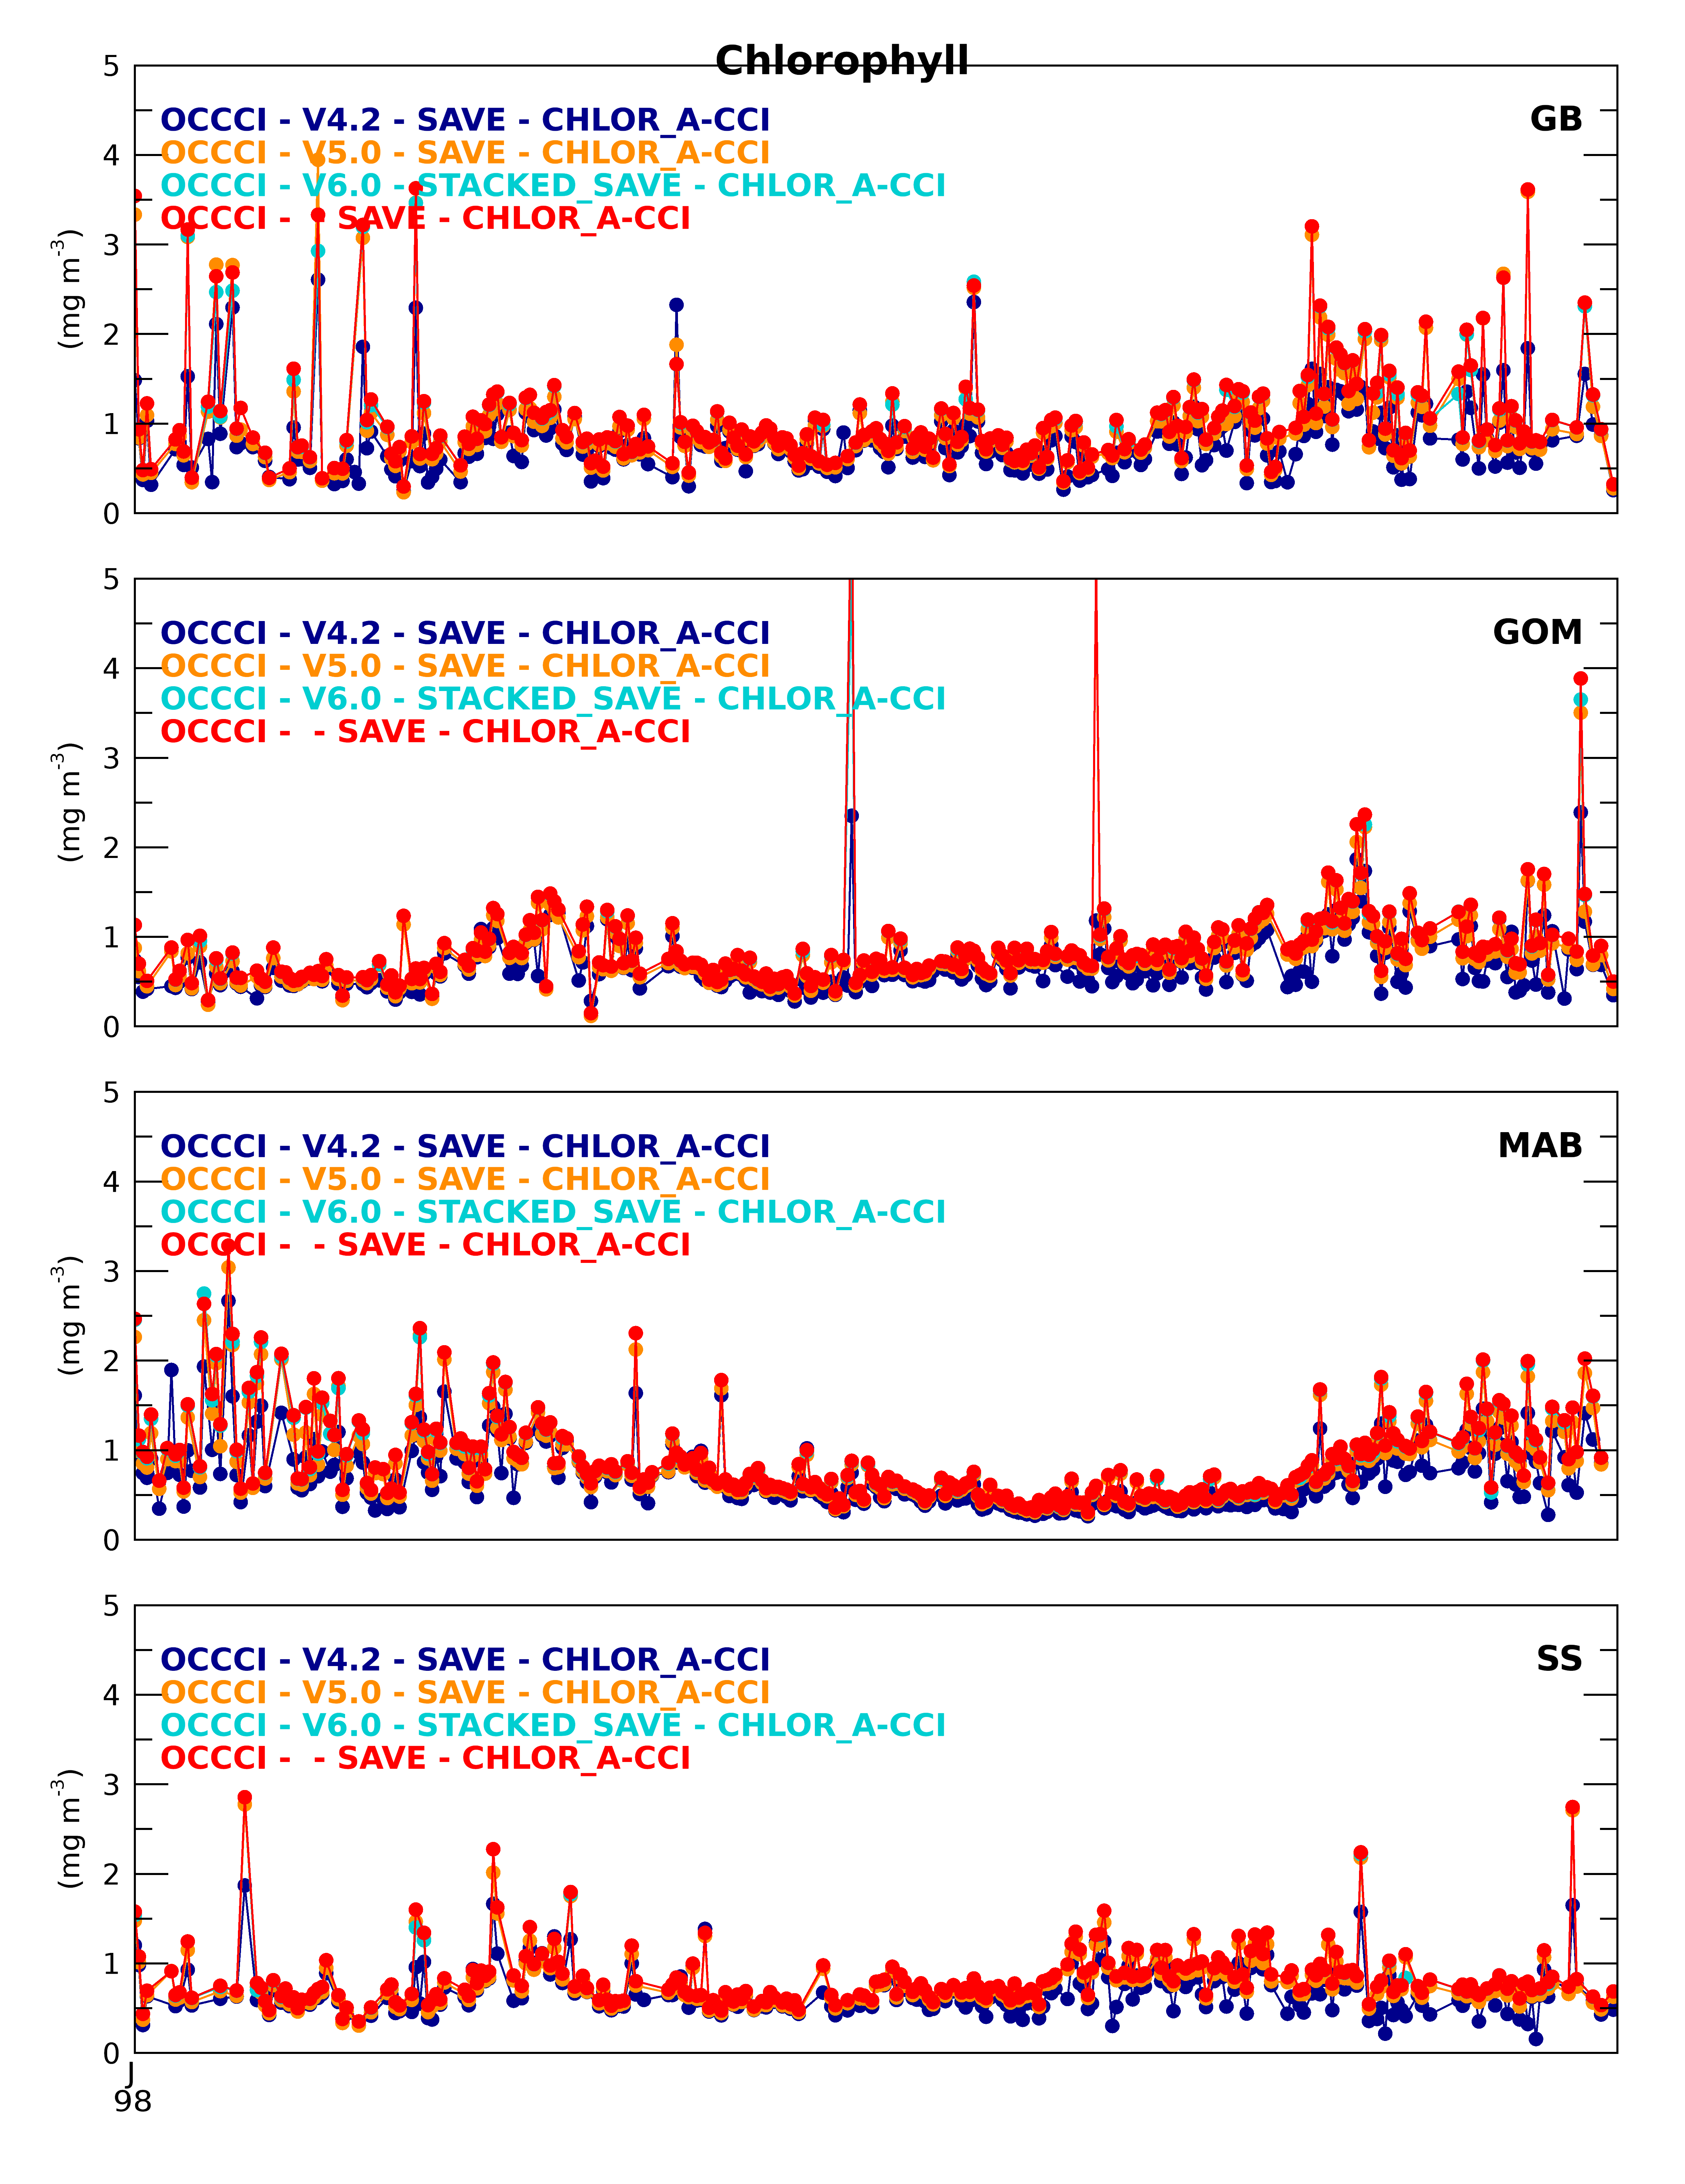 Chlorophyll
5
OCCCI - V4.2 - SAVE - CHLOR_A-CCI
GB
4
OCCCI - V5.0 - SAVE - CHLOR_A-CCI
OCCCI - V6.0 - STACKED_SAVE - CHLOR_A-CCI
OCCCI -  - SAVE - CHLOR_A-CCI
3
(mg m-3)
2
1
0
5
OCCCI - V4.2 - SAVE - CHLOR_A-CCI
GOM
4
OCCCI - V5.0 - SAVE - CHLOR_A-CCI
OCCCI - V6.0 - STACKED_SAVE - CHLOR_A-CCI
OCCCI -  - SAVE - CHLOR_A-CCI
3
(mg m-3)
2
1
0
5
OCCCI - V4.2 - SAVE - CHLOR_A-CCI
MAB
4
OCCCI - V5.0 - SAVE - CHLOR_A-CCI
OCCCI - V6.0 - STACKED_SAVE - CHLOR_A-CCI
OCCCI -  - SAVE - CHLOR_A-CCI
3
(mg m-3)
2
1
0
5
OCCCI - V4.2 - SAVE - CHLOR_A-CCI
SS
4
OCCCI - V5.0 - SAVE - CHLOR_A-CCI
OCCCI - V6.0 - STACKED_SAVE - CHLOR_A-CCI
OCCCI -  - SAVE - CHLOR_A-CCI
3
(mg m-3)
2
1
0
J
98